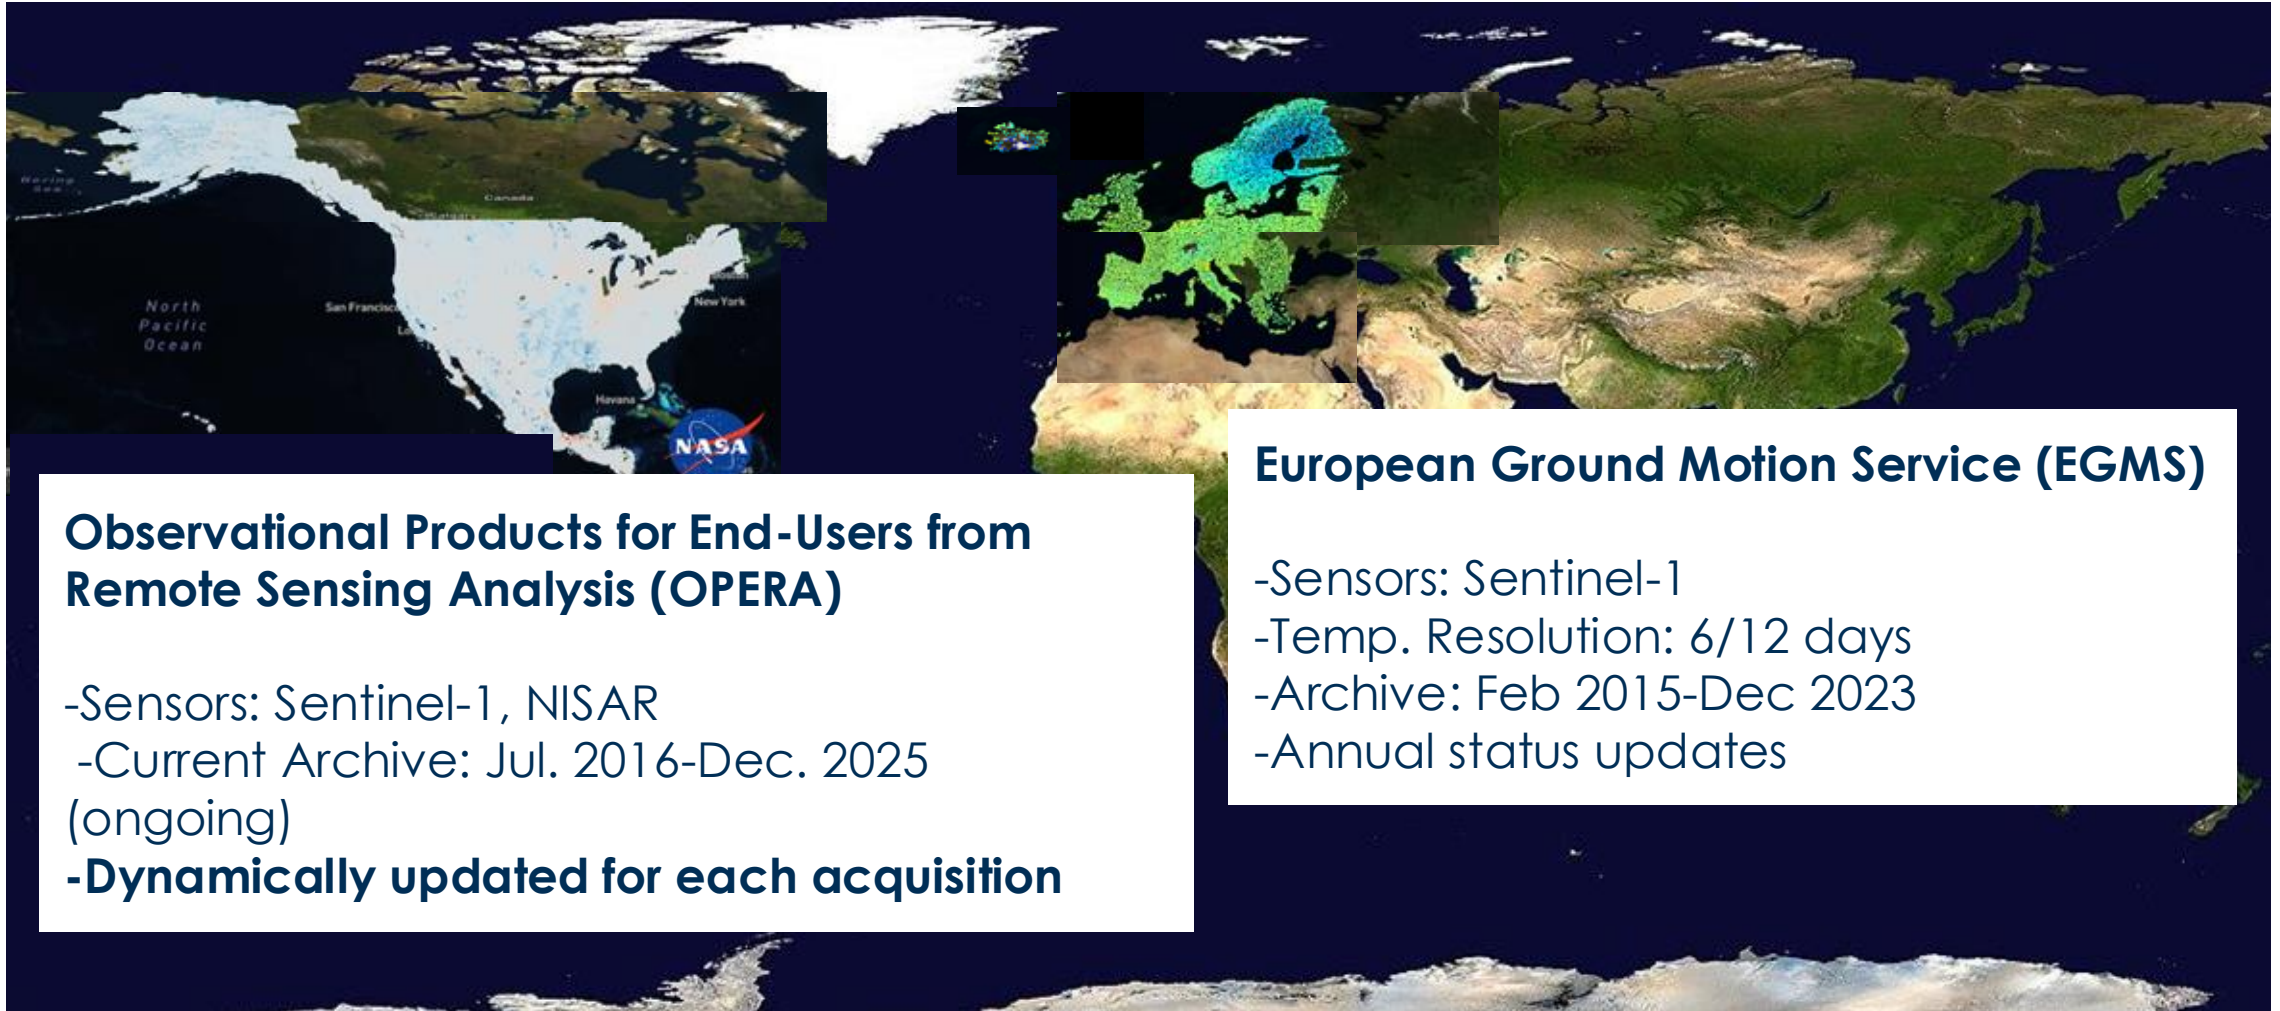 Bering
Sea
Canada
Calgary
North
Pacific
Ocean
San Francisco
New York
Havana
NASA
Observational Products for End-Users from
Remote Sensing Analysis (OPERA)
-Sensors: Sentinel-1, NISAR
-Current Archive: Jul. 2016-Dec. 2025
(ongoing)
-Dynamically updated for each acquisition
European Ground Motion Service (EGMS)
-Sensors: Sentinel-1
-Temp. Resolution: 6/12 days
-Archive: Feb 2015-Dec 2023
-Annual status updates